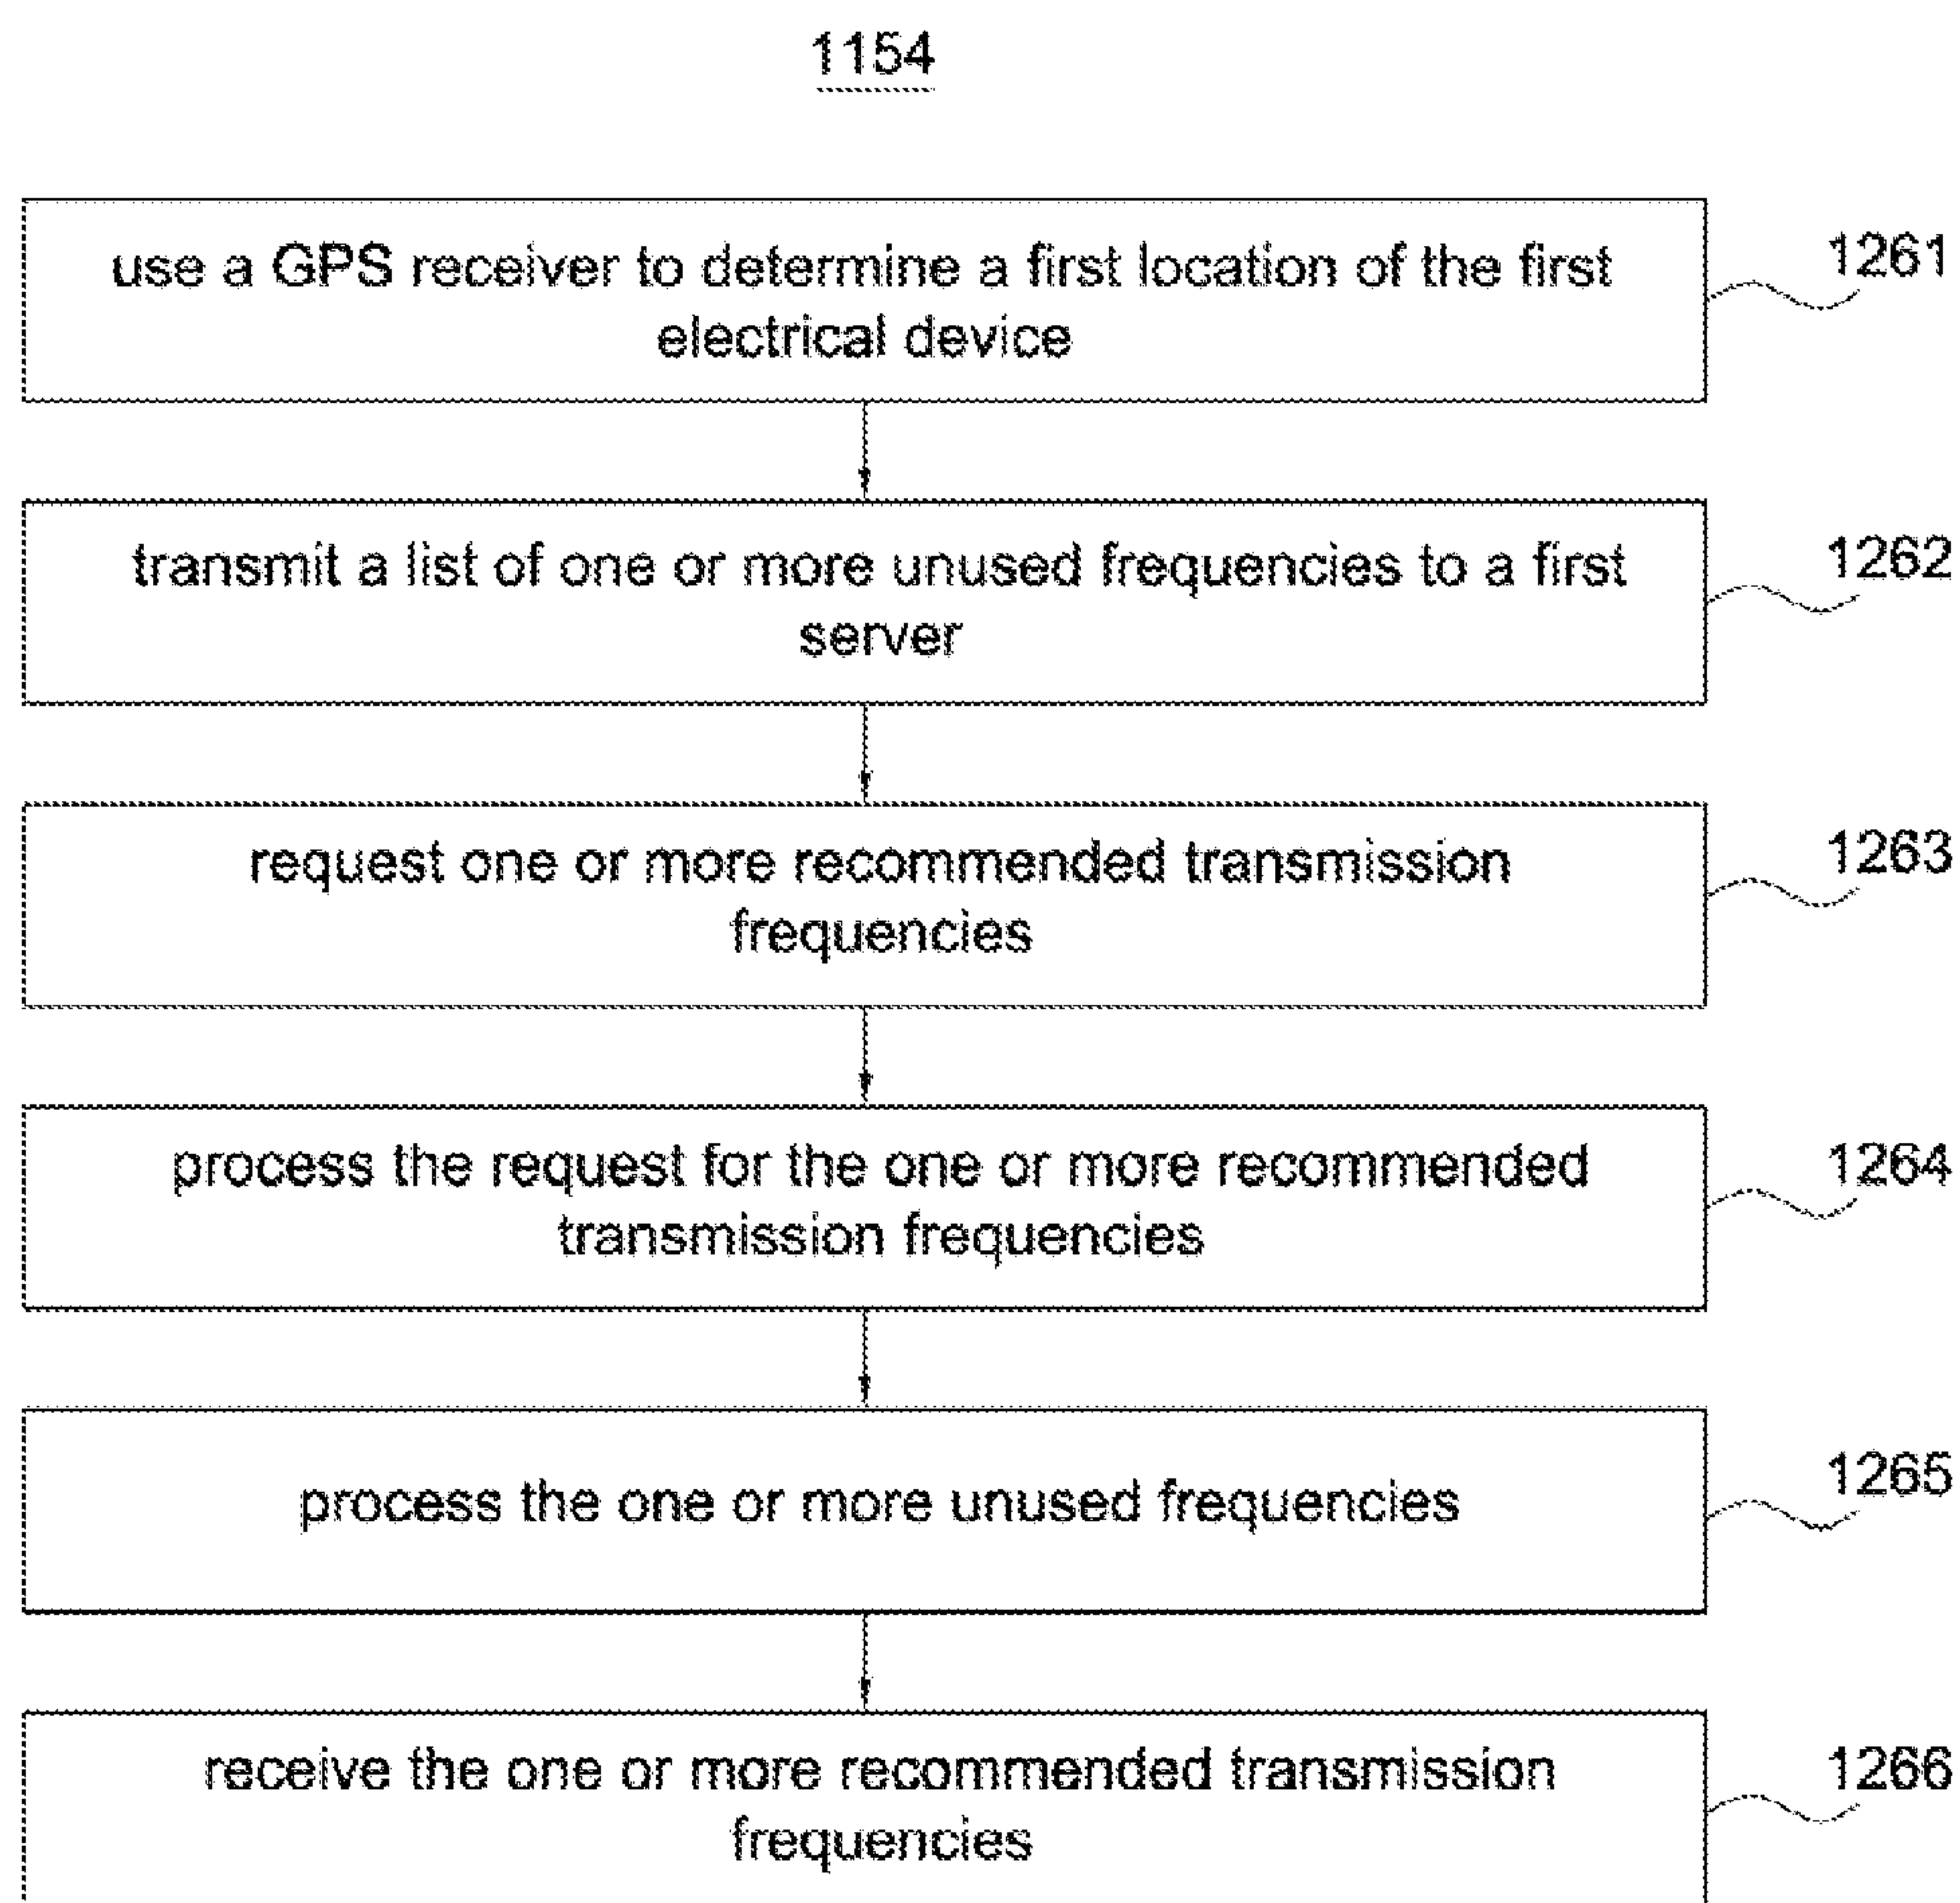 1154
use a GPS receiver to determine a first location of the first
electrical device
1261
transmit a list of one or more unused frequencies to a first
server
1262
request one or more recommended transmission
frequencies
1263
process the request for the one or more recommended
transmission frequencies
1264
process the one or more unused frequencies
1265
receive the one or more recommended transmission
frequencies
1266